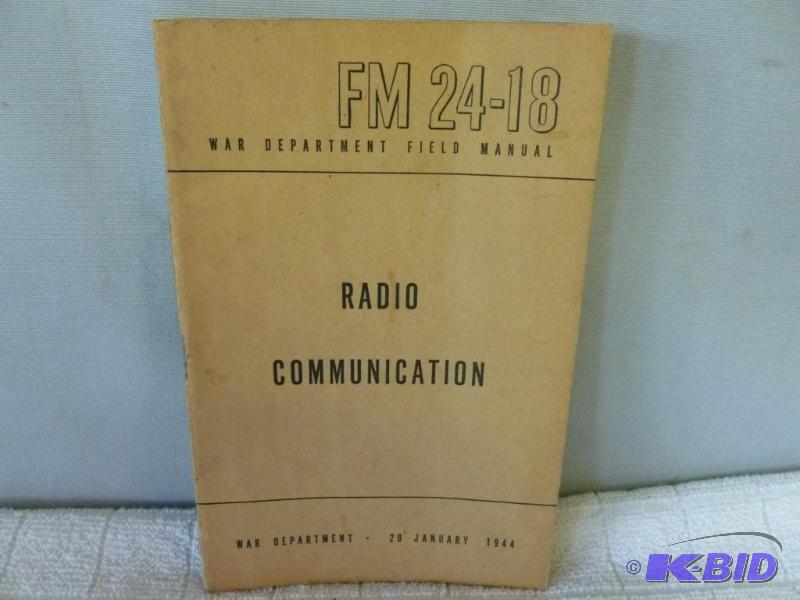 FM 24-18
WAR DEPARTMENT FIELD MANUAL
RADIO
COMMUNICATION
WAR DEPARTMENT - 28 JANUARY 1944
© K-BID